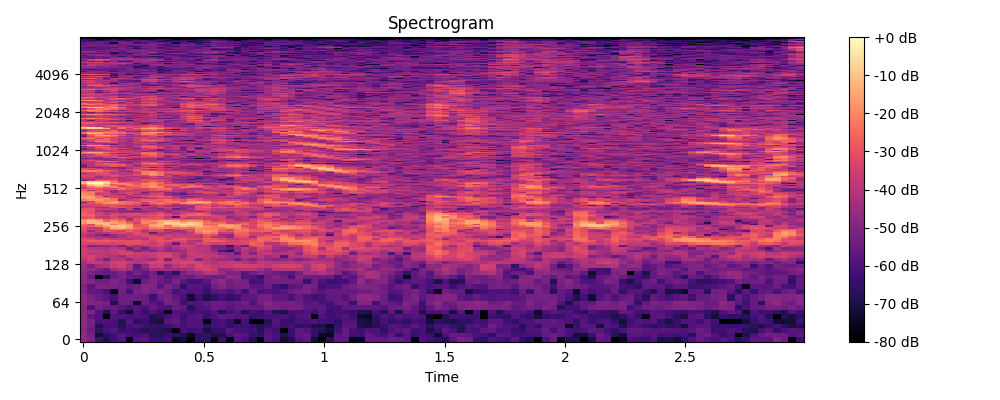 Spectrogram
Hz
4096
2048
1024
512
256
128
64
0
0
0.5
1
1.5
2
2.5
Time
+0 dB
-10 dB
-20 dB
-30 dB
-40 dB
-50 dB
-60 dB
-70 dB
-80 dB